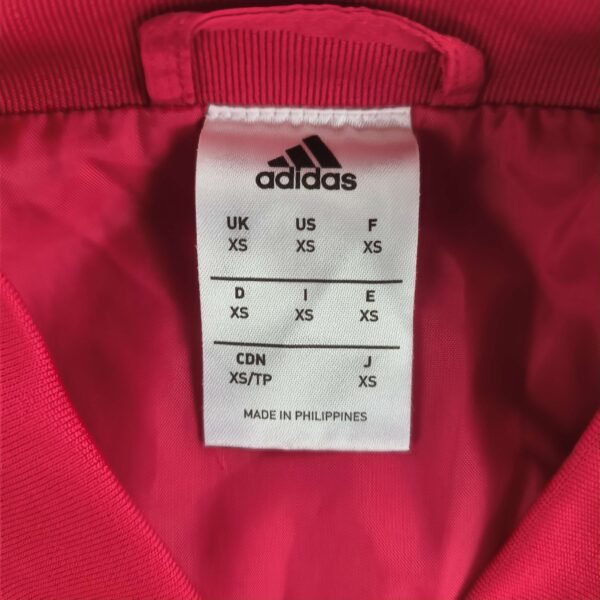 adidas
UK US F
XS XS XS
D I E
XS XS XS
CDN J
XS/TP XS
MADE IN PHILIPPINES